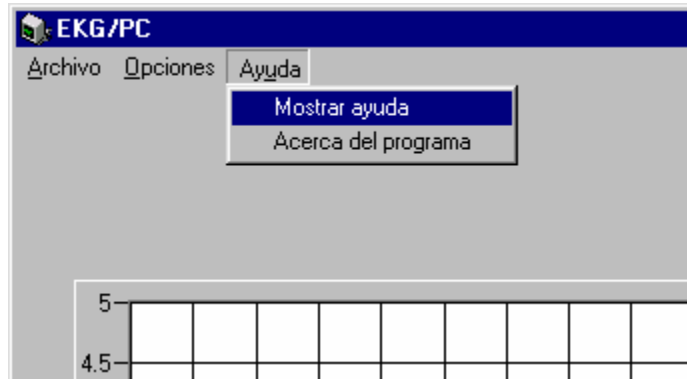 EKG/PC
Archivo Opciones Ayuda
Mostrar ayuda
Acerca del programa
5
4.5